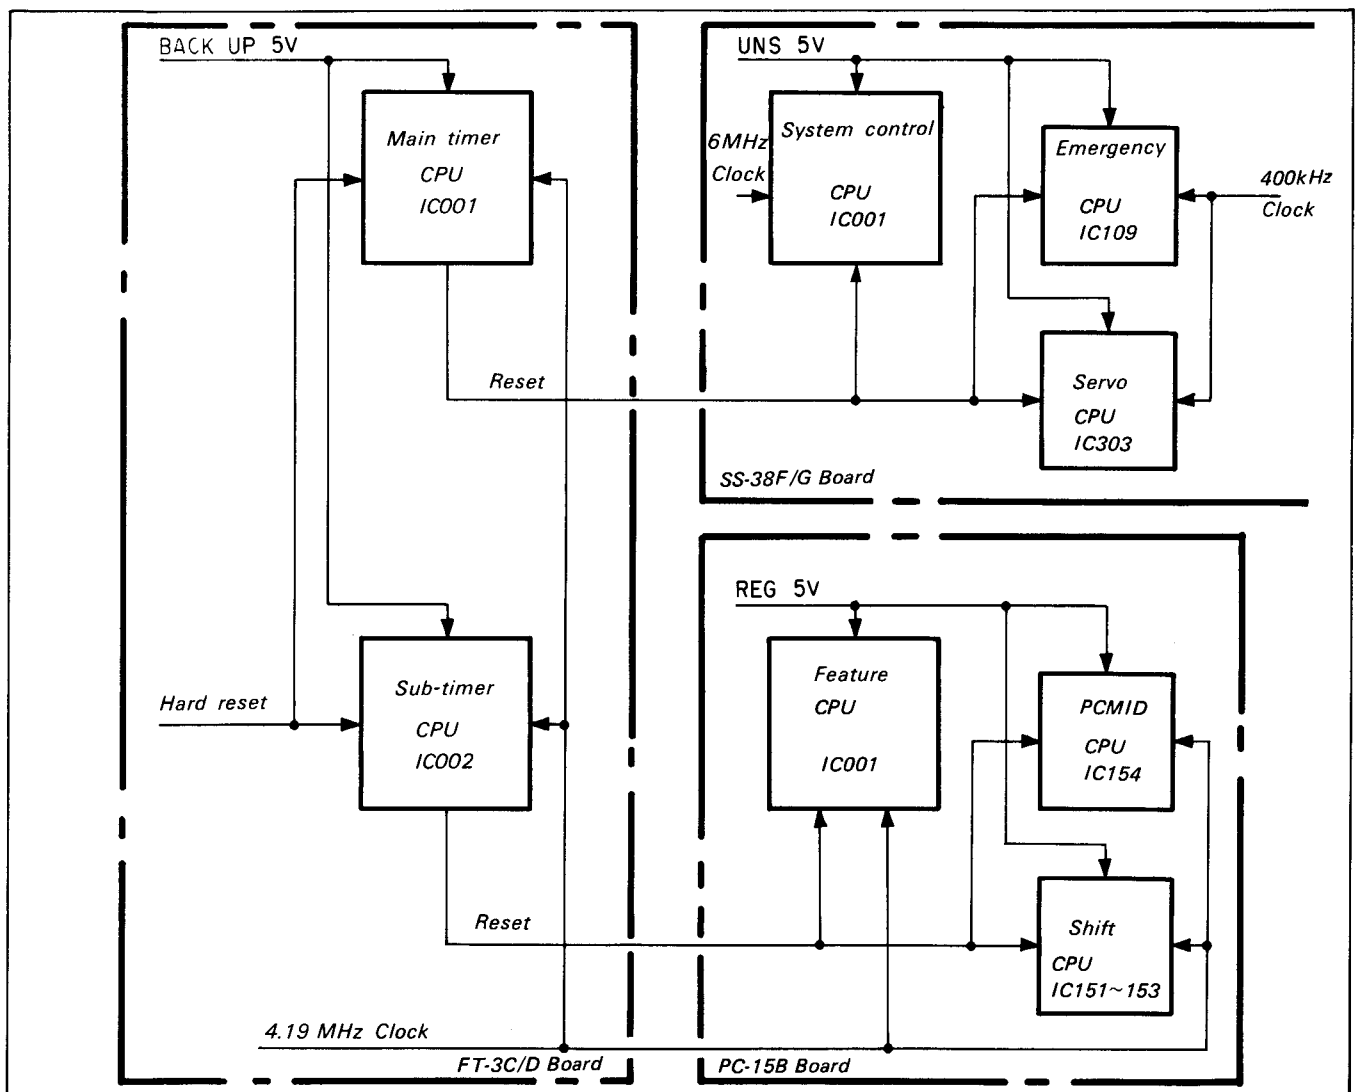 BACK UP 5V
Main timer
CPU
IC001
Hard reset
Sub-timer
CPU
IC002
Reset
Reset
4.19 MHz Clock
FT-3C/D Board
UNS 5V
6MHz
Clock
System control
CPU
IC001
Emergency
CPU
IC109
400kHz
Clock
Servo
CPU
IC303
SS-38F/G Board
REG 5V
Feature
CPU
IC001
PCMID
CPU
IC154
Shift
CPU
IC151~153
PC-15B Board